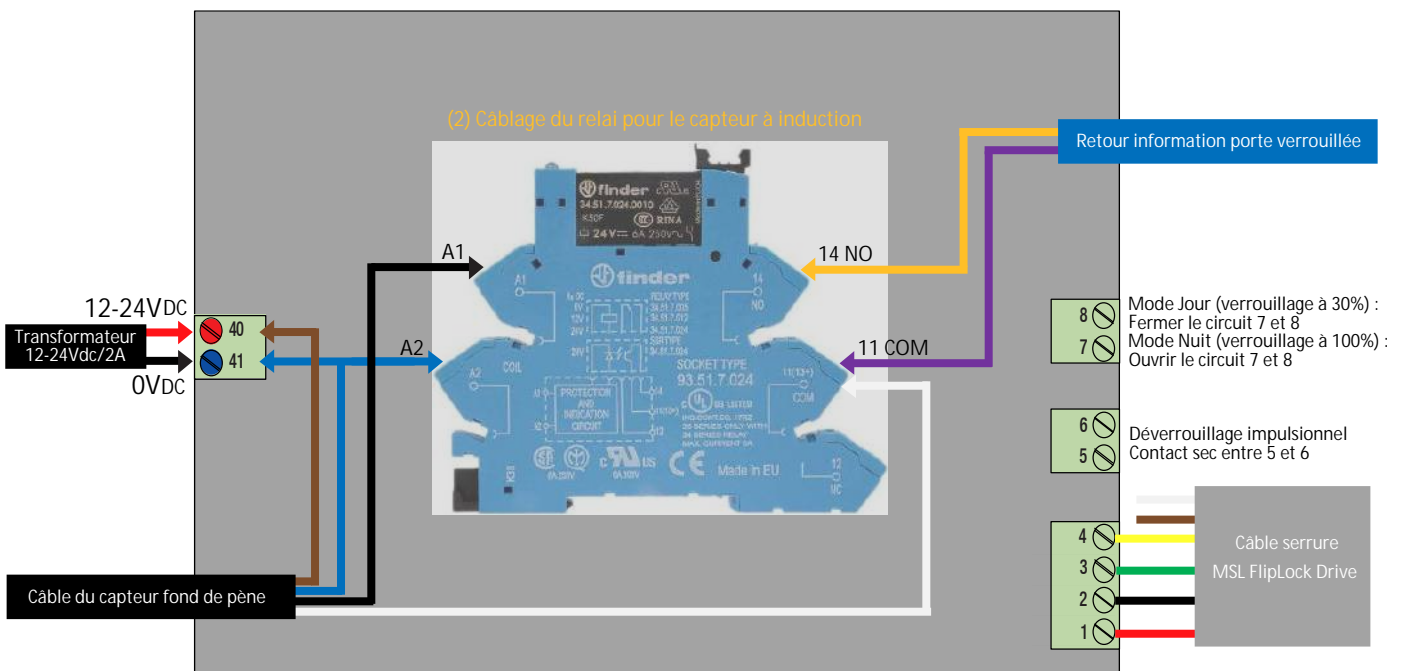 (2) Câblage du relai pour le capteur à induction
Retour information porte verrouillée
finder
34.51.7.024.0010
RINA
24V 6A 250V
A1
14 NO
finder
A1
14
NO
RELAY TYPE
12-24VDC
Transformateur
12-24Vdc/2A
0VDC
40
41
A2
11 COM
A2
COIL
SOCKET TYPE
93.51.7.024
11(13+)
COM
PROTECTION
AND
INDICATION
CIRCUIT
Made in EU
12
8
7
Mode Jour (verrouillage à 30%) :
Fermer le circuit 7 et 8
Mode Nuit (verrouillage à 100%) :
Ouvrir le circuit 7 et 8
6
5
Déverrouillage impulsionnel
Contact sec entre 5 et 6
4
3
2
1
Câble serrure
MSL FlipLock Drive
Câble du capteur fond de pène